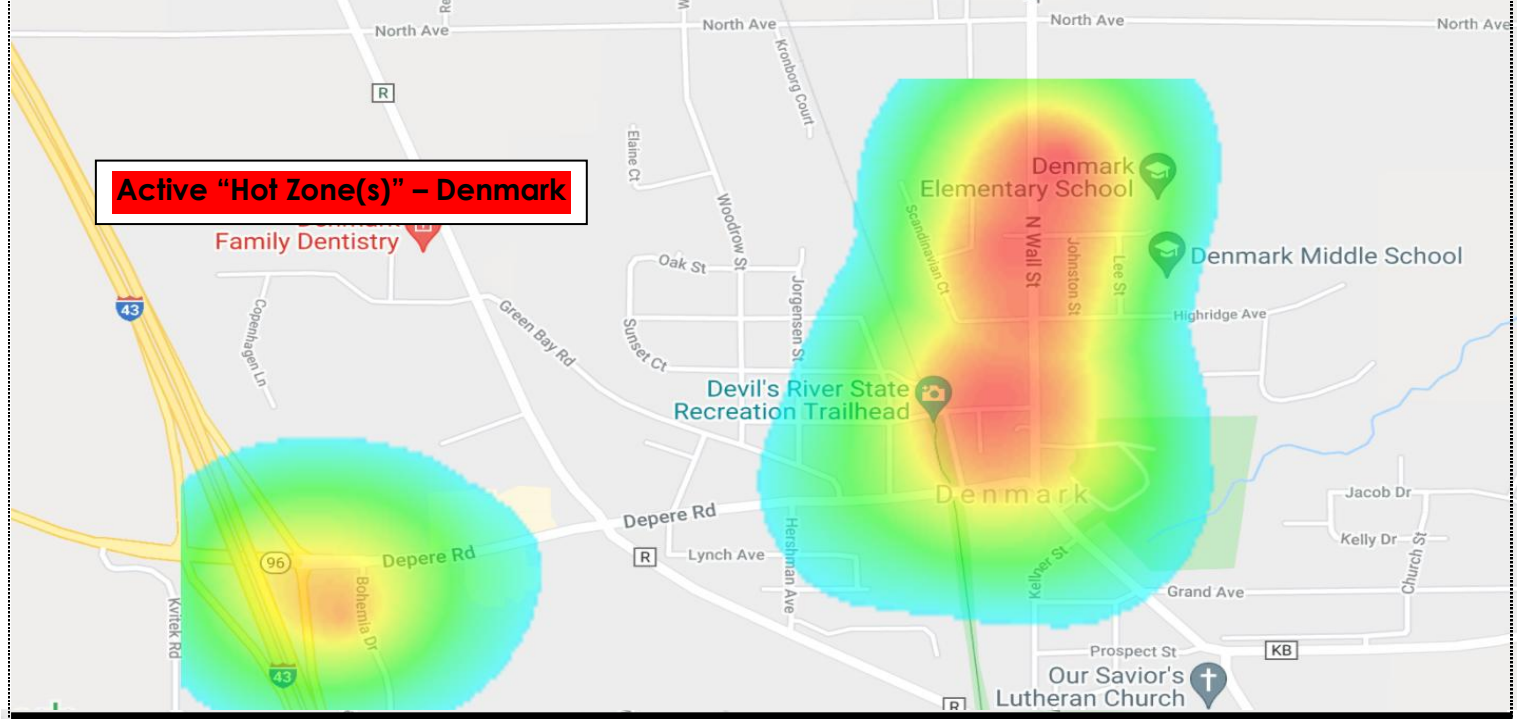 North Ave
North Ave
North Ave
North Ave
Kronborg Court
R
Elaine Ct
Denmark
Elementary School
Active “Hot Zone(s)” – Denmark
Family Dentistry
Woodrow St
Scandinavian Ct
N Wall St
Johnston St
Lee St
Denmark Middle School
Oak St
Jorgensen St
43
Copenhagen Ln
Green Bay Rd
Sunset Ct
Highridge Ave
Devil's River State
Recreation Trailhead
Denmark
Jacob Dr
Depere Rd
Hershman Ave
Kelly Dr
Church St
96
Depere Rd
R
Lynch Ave
Kellner St
Bohemia Dr
Kvitek Rd
Grand Ave
Prospect St
KB
43
Our Savior's
Lutheran Church
R